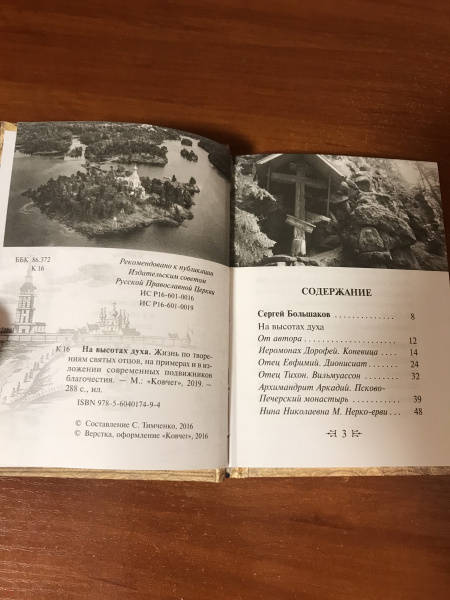 ББК 86.372
К 16
Рекомендовано к публикации
Издательским советом
Русской Православной Церкви
ИС Р16-601-0016
ИС Р16-601-0019
К 16 На высотах духа. Жизнь по творе-
ниям святых отцов, на примерах и в из-
ложении современных подвижников
благочестия. – М.: «Ковчег», 2019. –
288 с., ил.
ISBN 978-5-6040174-9-4
© Составление С. Тимченко, 2016
© Верстка, оформление «Ковчег», 2016
СОДЕРЖАНИЕ
Сергей Большаков . . . . . . . . . . . . . . . 8
На высотах духа
От автора . . . . . . . . . . . . . . . . . . . . 12
Иеромонах Дорофей. Коневица . . . . . . . 14
Отец Евфимий. Дионисиат . . . . . . . . . 24
Отец Тихон. Вильмуассон . . . . . . . . . . 32
Архимандрит Аркадий. Псково-
Печерский монастырь . . . . . . . . . . . . 39
Нина Николаевна М. Нерко-ерви . . . . . 48
3